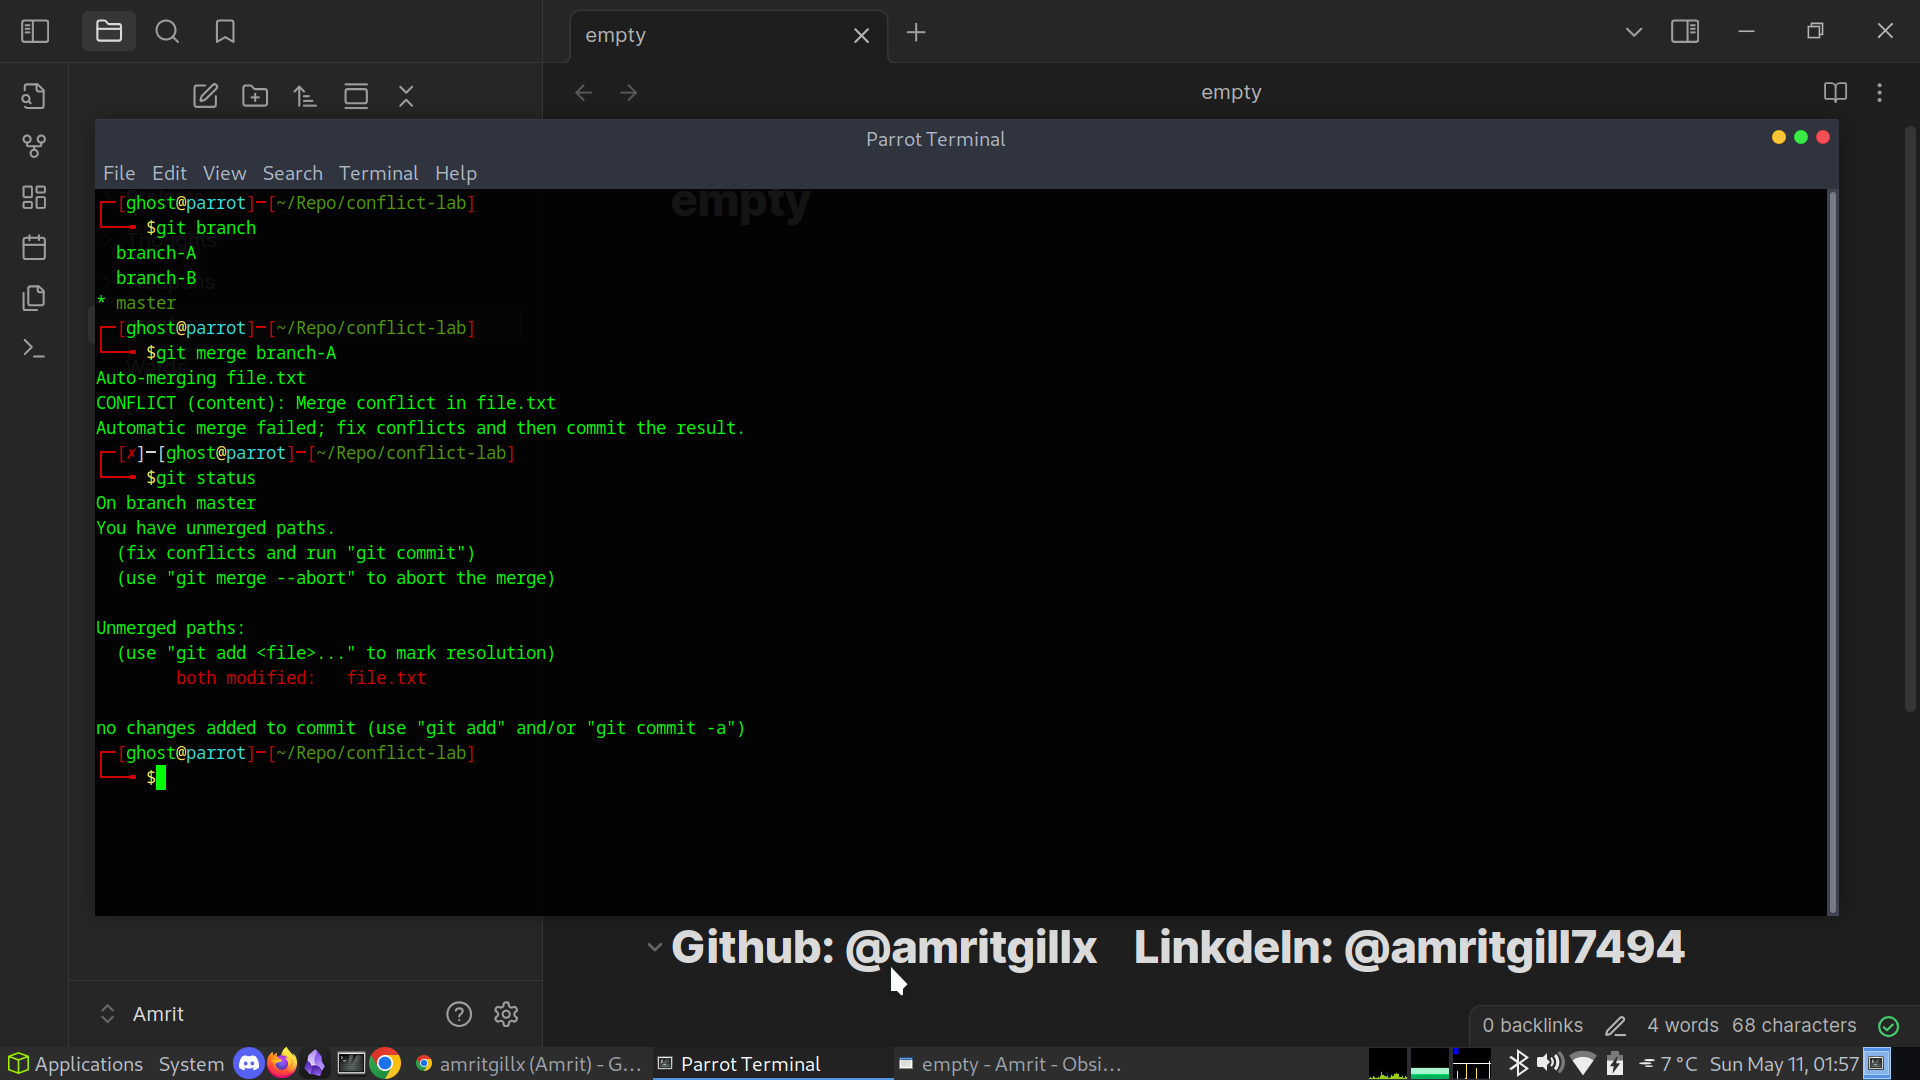 empty
empty
Parrot Terminal
File Edit View Search Terminal Help
empty
┌─[ghost@parrot]─[~/Repo/conflict-lab]
└──╼ $git branch
Thoughts
  branch-A
  branch-B
* master
┌─[ghost@parrot]─[~/Repo/conflict-lab]
└──╼ $git merge branch-A
Auto-merging file.txt
CONFLICT (content): Merge conflict in file.txt
Automatic merge failed; fix conflicts and then commit the result.
┌─[✗]─[ghost@parrot]─[~/Repo/conflict-lab]
└──╼ $git status
On branch master
You have unmerged paths.
  (fix conflicts and run "git commit")
  (use "git merge --abort" to abort the merge)
Unmerged paths:
  (use "git add <file>..." to mark resolution)
        both modified:   file.txt
no changes added to commit (use "git add" and/or "git commit -a")
┌─[ghost@parrot]─[~/Repo/conflict-lab]
└──╼ $
Github: @amritgillx Linkdeln: @amritgill7494
Amrit
0 backlinks 4 words 68 characters
Applications System amritgillx (Amrit) - G... Parrot Terminal empty - Amrit - Obsi... 7 °C Sun May 11, 01:57